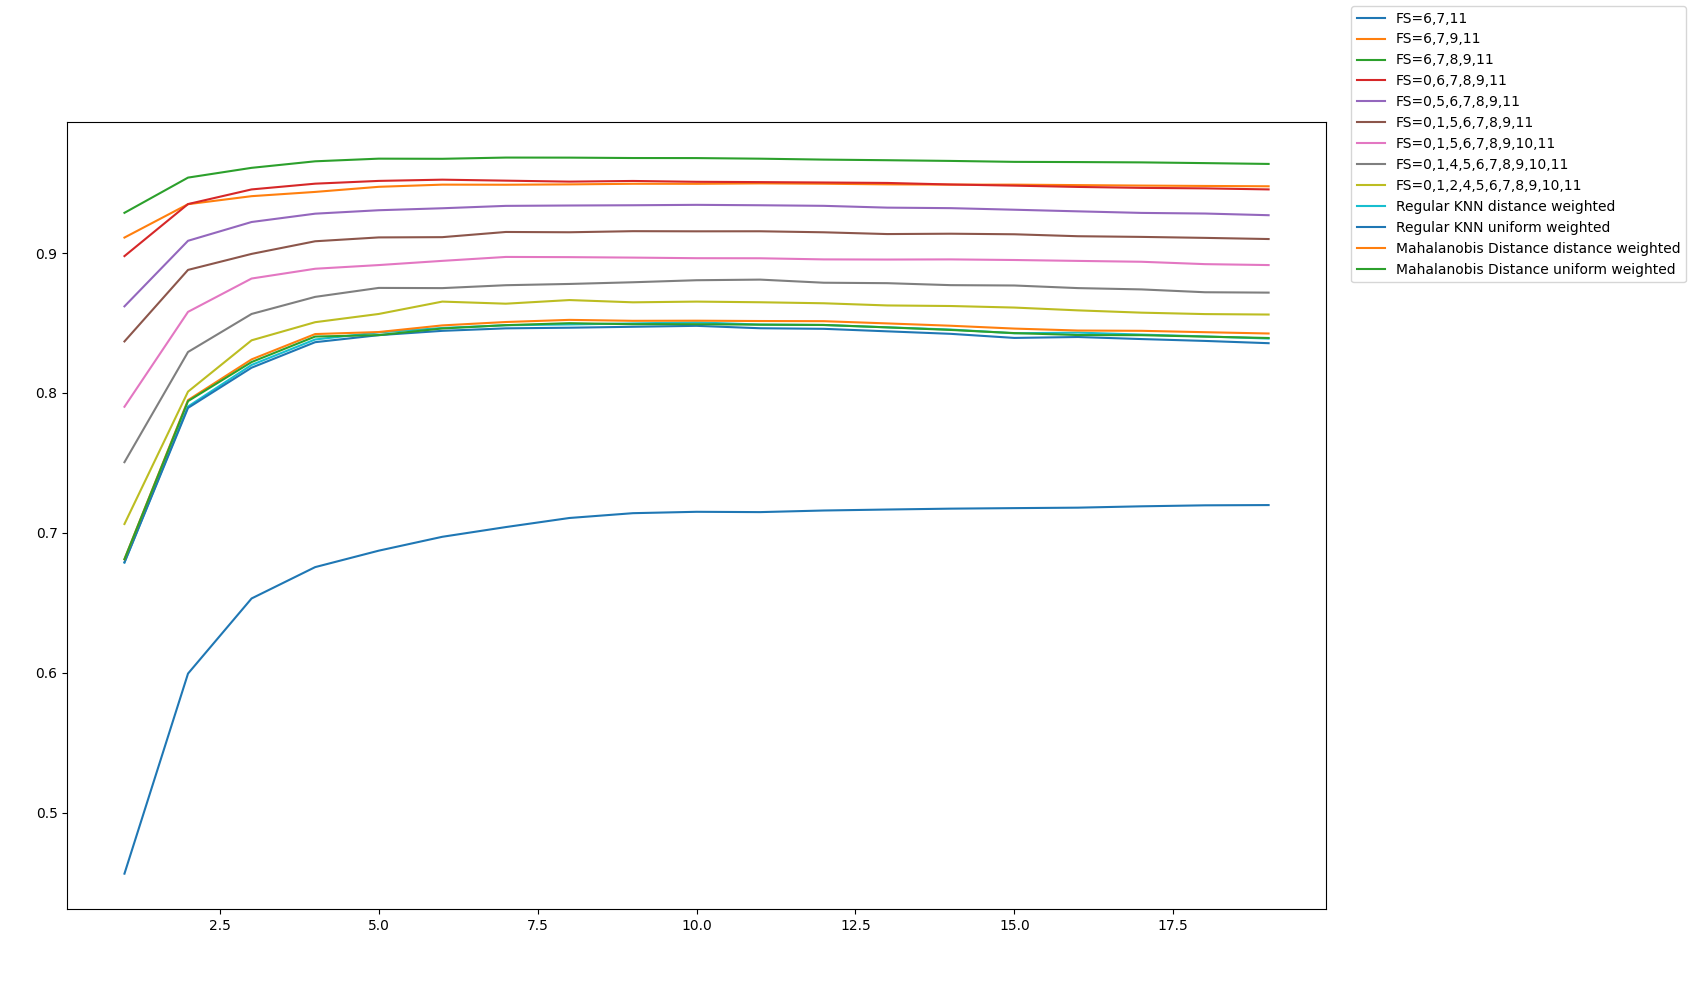 FS=6,7,11
FS=6,7,9,11
FS=6,7,8,9,11
FS=0,6,7,8,9,11
FS=0,5,6,7,8,9,11
FS=0,1,5,6,7,8,9,11
FS=0,1,5,6,7,8,9,10,11
FS=0,1,4,5,6,7,8,9,10,11
FS=0,1,2,4,5,6,7,8,9,10,11
Regular KNN distance weighted
Regular KNN uniform weighted
Mahalanobis Distance distance weighted
Mahalanobis Distance uniform weighted
0.9
0.8
0.7
0.6
0.5
2.5 5.0 7.5 10.0 12.5 15.0 17.5